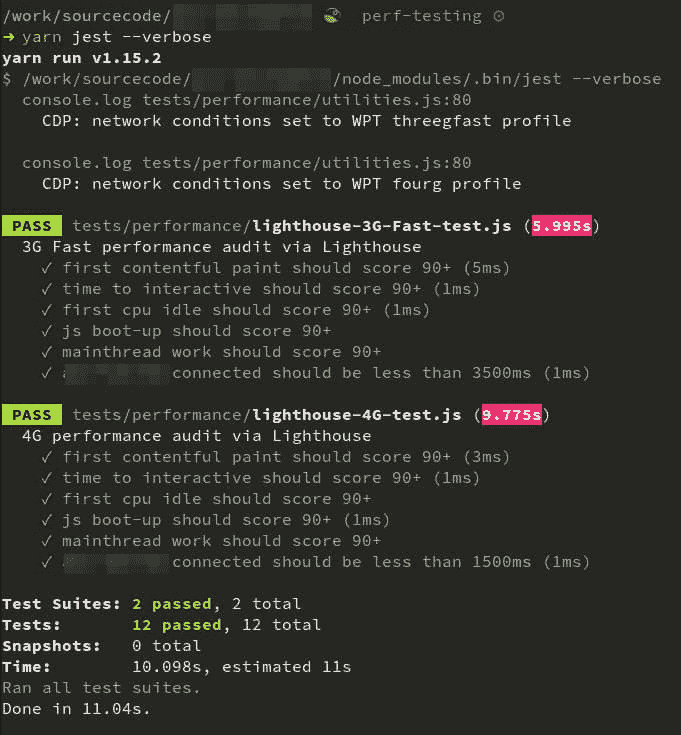 /work/sourcecode/ perf-testing
➜ yarn jest --verbose
yarn run v1.15.2
$ /work/sourcecode/ /node_modules/.bin/jest --verbose
console.log tests/performance/utilities.js:80
CDP: network conditions set to WPT threegfast profile
console.log tests/performance/utilities.js:80
CDP: network conditions set to WPT fourg profile
PASS tests/performance/lighthouse-3G-Fast-test.js (5.995s)
3G Fast performance audit via Lighthouse
✓ first contentful paint should score 90+ (5ms)
✓ time to interactive should score 90+ (1ms)
✓ first cpu idle should score 90+ (1ms)
✓ js boot-up should score 90+
✓ mainthread work should score 90+
✓ connected should be less than 3500ms (1ms)
PASS tests/performance/lighthouse-4G-test.js (9.775s)
4G performance audit via Lighthouse
✓ first contentful paint should score 90+ (3ms)
✓ time to interactive should score 90+ (1ms)
✓ first cpu idle should score 90+
✓ js boot-up should score 90+ (1ms)
✓ mainthread work should score 90+
✓ connected should be less than 1500ms (1ms)
Test Suites: 2 passed, 2 total
Tests: 12 passed, 12 total
Snapshots: 0 total
Time: 10.098s, estimated 11s
Ran all test suites.
Done in 11.04s.